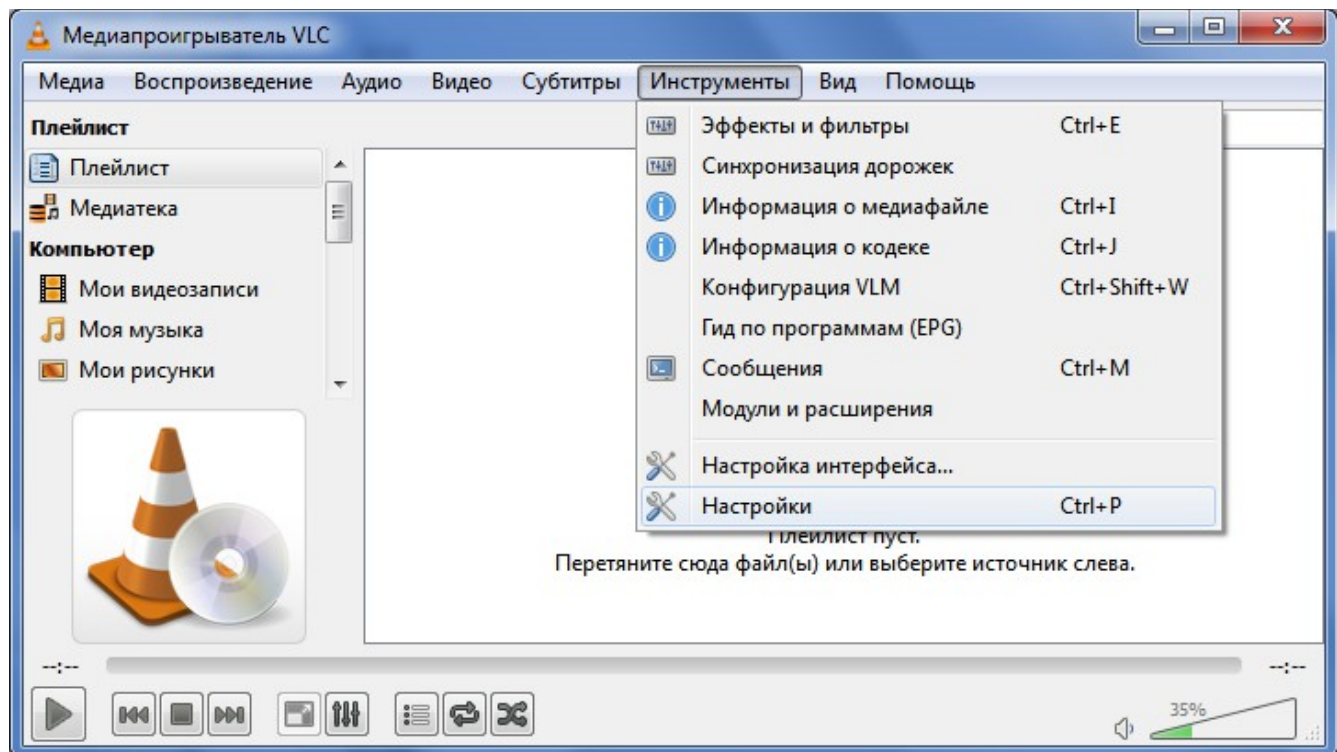 Медиапроигрыватель VLC
Медиа Воспроизведение Аудио Видео Субтитры Инструменты Вид Помощь
Плейлист
Плейлист
Медиатека
Компьютер
Мои видеозаписи
Моя музыка
Мои рисунки
Эффекты и фильтры Ctrl+E
Синхронизация дорожек
Информация о медиафайле Ctrl+I
Информация о кодеке Ctrl+J
Конфигурация VLM Ctrl+Shift+W
Гид по программам (EPG)
Сообщения Ctrl+M
Модули и расширения
Настройка интерфейса...
Настройки Ctrl+P
Плейлист пуст.
Перетяните сюда файл(ы) или выберите источник слева.
--:-- --:--
35%